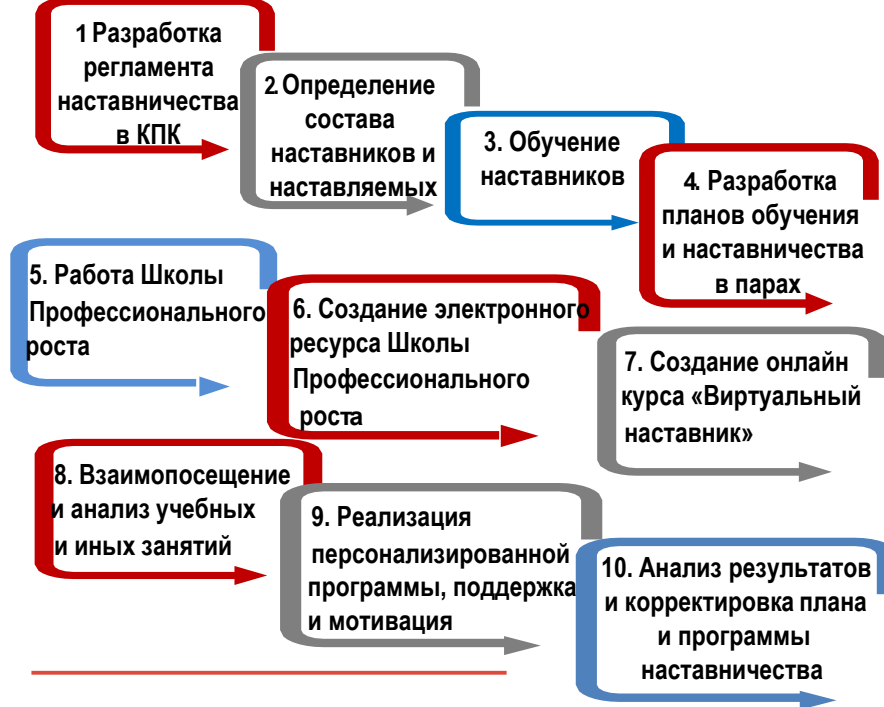 1 Разработка
регламента
наставничества
в КПК
2. Определение
состава
наставников и
наставляемых
3. Обучение
наставников
4. Разработка
планов обучения
и наставничества
в парах
5. Работа Школы
Профессионального
роста
6. Создание электронного
ресурса Школы
Профессионального
роста
7. Создание онлайн
курса «Виртуальный
наставник»
8. Взаимопосещение
и анализ учебных
и иных занятий
9. Реализация
персонализированной
программы, поддержка
и мотивация
10. Анализ результатов
и корректировка плана
и программы
наставничества